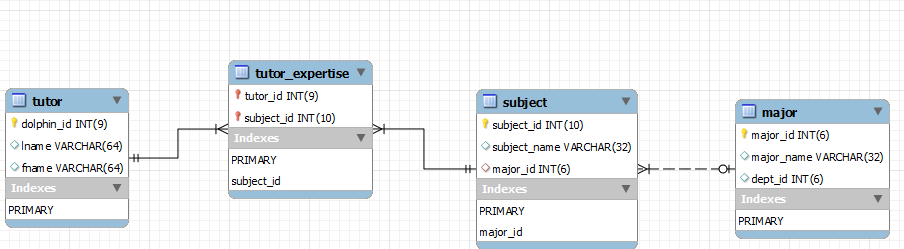 tutor
dolphin_id INT(9)
lname VARCHAR(64)
fname VARCHAR(64)
Indexes
PRIMARY
tutor_expertise
tutor_id INT(9)
subject_id INT(10)
Indexes
PRIMARY
subject_id
subject
subject_id INT(10)
subject_name VARCHAR(32)
major_id INT(6)
Indexes
PRIMARY
major_id
major
major_id INT(6)
major_name VARCHAR(32)
dept_id INT(6)
Indexes
PRIMARY